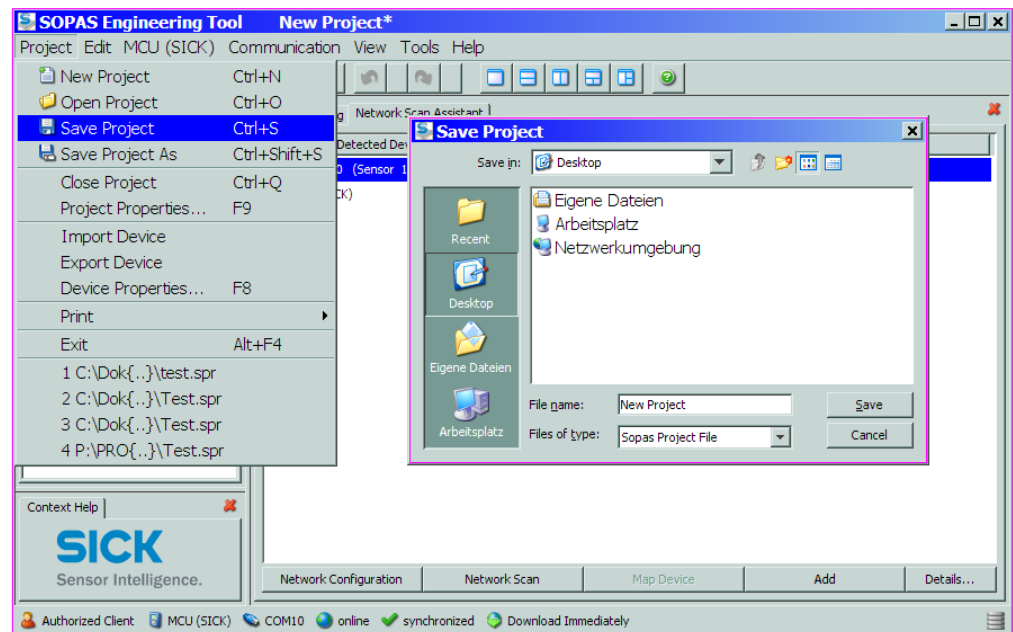 SOPAS Engineering Tool New Project*
Project Edit MCU (SICK) Communication View Tools Help
New Project Ctrl+N
Open Project Ctrl+O
Save Project Ctrl+S
Save Project As Ctrl+Shift+S
Close Project Ctrl+Q
Project Properties... F9
Import Device
Export Device
Device Properties... F8
Print
Exit Alt+F4
1 C:\Dok{..}\test.spr
2 C:\Dok{..}\Test.spr
3 C:\Dok{..}\Test.spr
4 P:\PRO{..}\Test.spr
Network Scan Assistant
Detected
(Sensor 1
Save Project
Save in: Desktop
Recent
Desktop
Eigene Dateien
Arbeitsplatz
Eigene Dateien
Arbeitsplatz
Netzwerkumgebung
File name: New Project Save
Files of type: Sopas Project File Cancel
Context Help
SICK
Sensor Intelligence.
Network Configuration Network Scan Map Device Add Details...
Authorized Client MCU (SICK) COM10 online synchronized Download Immediately